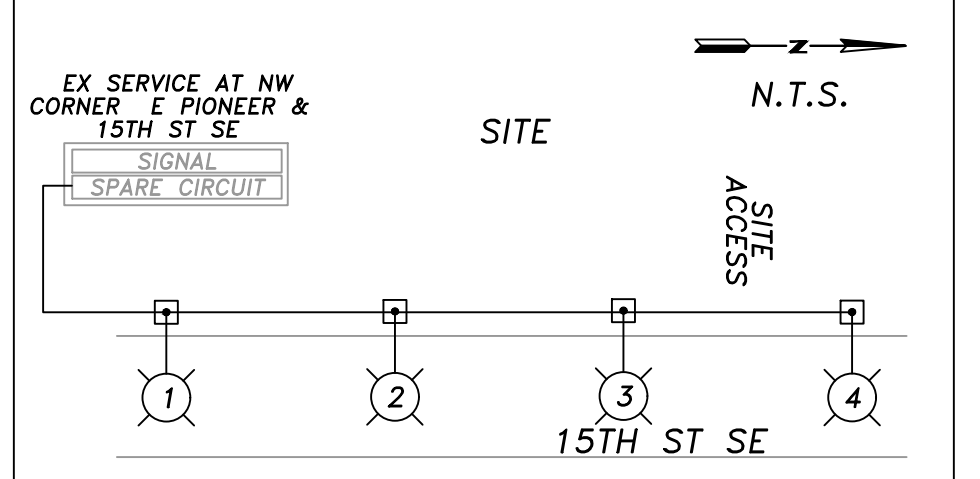 EX SERVICE AT NW
CORNER E PIONEER &
15TH ST SE
SIGNAL
SPARE CIRCUIT
SITE
Z
N.T.S.
SITE
ACCESS
1
2
3
4
15TH ST SE